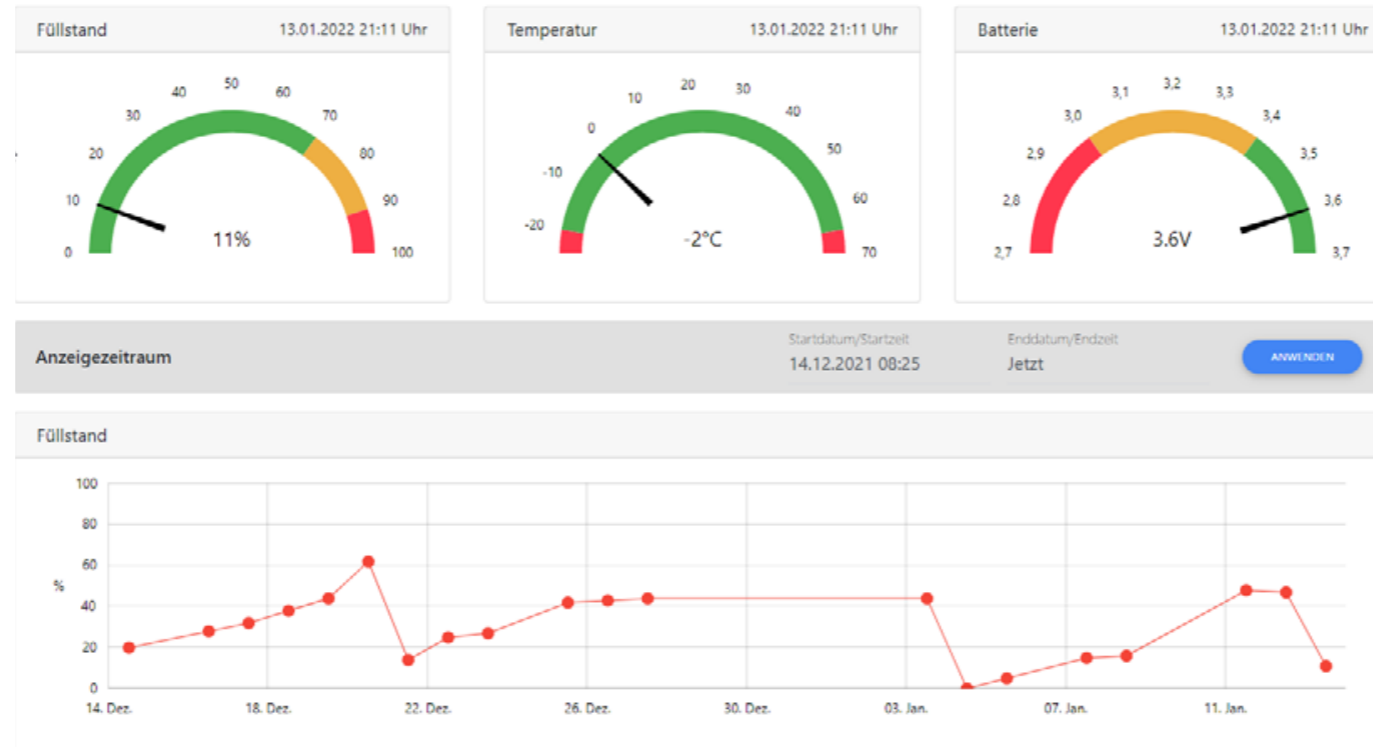 Füllstand 13.01.2022 21:11 Uhr
0 10 20 30 40 50 60 70 80 90 100
11%
Temperatur 13.01.2022 21:11 Uhr
-20 -10 0 10 20 30 40 50 60 70
-2°C
Batterie 13.01.2022 21:11 Uhr
2,7 2,8 2,9 3,0 3,1 3,2 3,3 3,4 3,5 3,6 3,7
3.6V
Anzeigezeitraum
Startdatum/Startzeit
14.12.2021 08:25
Enddatum/Endzeit
Jetzt
ANWENDEN
Füllstand
100
80
60
%
40
20
0
14. Dez. 18. Dez. 22. Dez. 26. Dez. 30. Dez. 03. Jan. 07. Jan. 11. Jan.